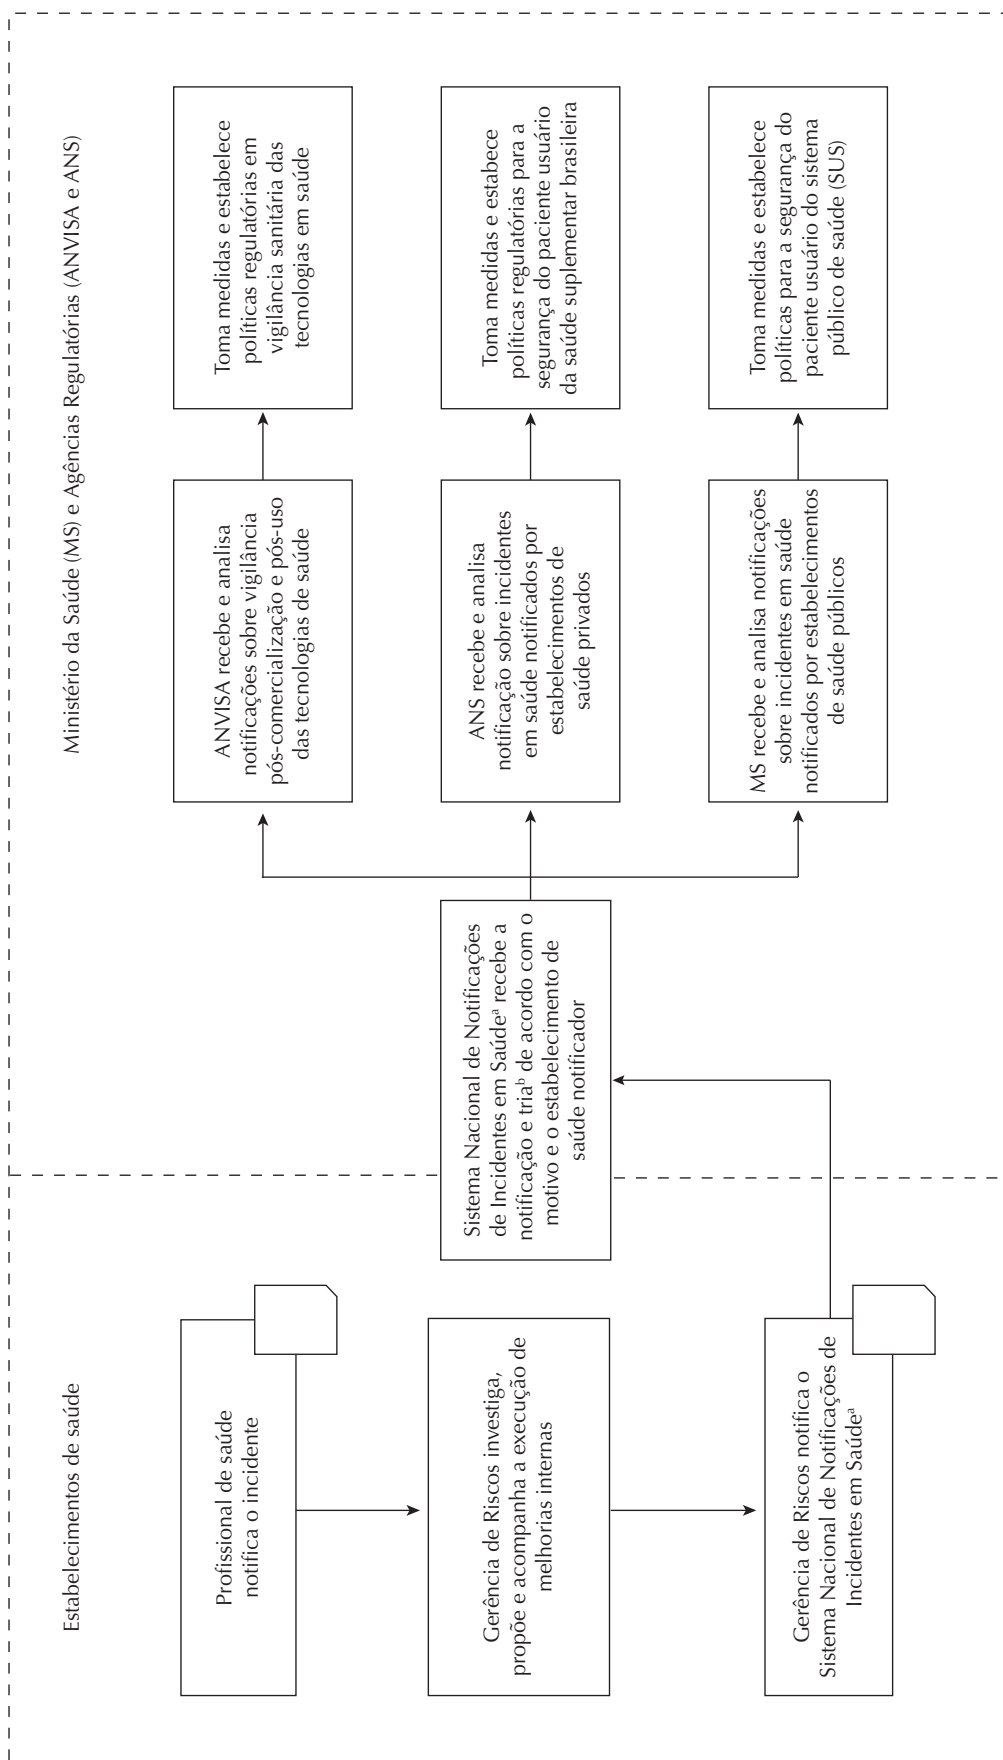 Estabelecimentos de saúde
Profissional de saúde
notifica o incidente
Gerência de Riscos investiga,
propõe e acompanha a execução de
melhorias internas
Gerência de Riscos notifica o
Sistema Nacional de Notificações de
Incidentes em Saúdeª
Ministério da Saúde (MS) e Agências Regulatórias (ANVISA e ANS)
Sistema Nacional de Notificações
de Incidentes em Saúdeª recebe a
notificação e triaᵇ de acordo com o
motivo e o estabelecimento de
saúde notificador
ANVISA recebe e analisa
notificações sobre vigilância
pós-comercialização e pós-uso
das tecnologias de saúde
Toma medidas e estabelece
políticas regulatórias em
vigilância sanitária das
tecnologias em saúde
ANS recebe e analisa
notificação sobre incidentes
em saúde notificados por
estabelecimentos de
saúde privados
Toma medidas e estabece
políticas regulatórias para a
segurança do paciente usuário
da saúde suplementar brasileira
MS recebe e analisa notificações
sobre incidentes em saúde
notificados por estabelecimentos
de saúde públicos
Toma medidas e estabelece
políticas para a segurança do
paciente usuário do sistema
público de saúde (SUS)